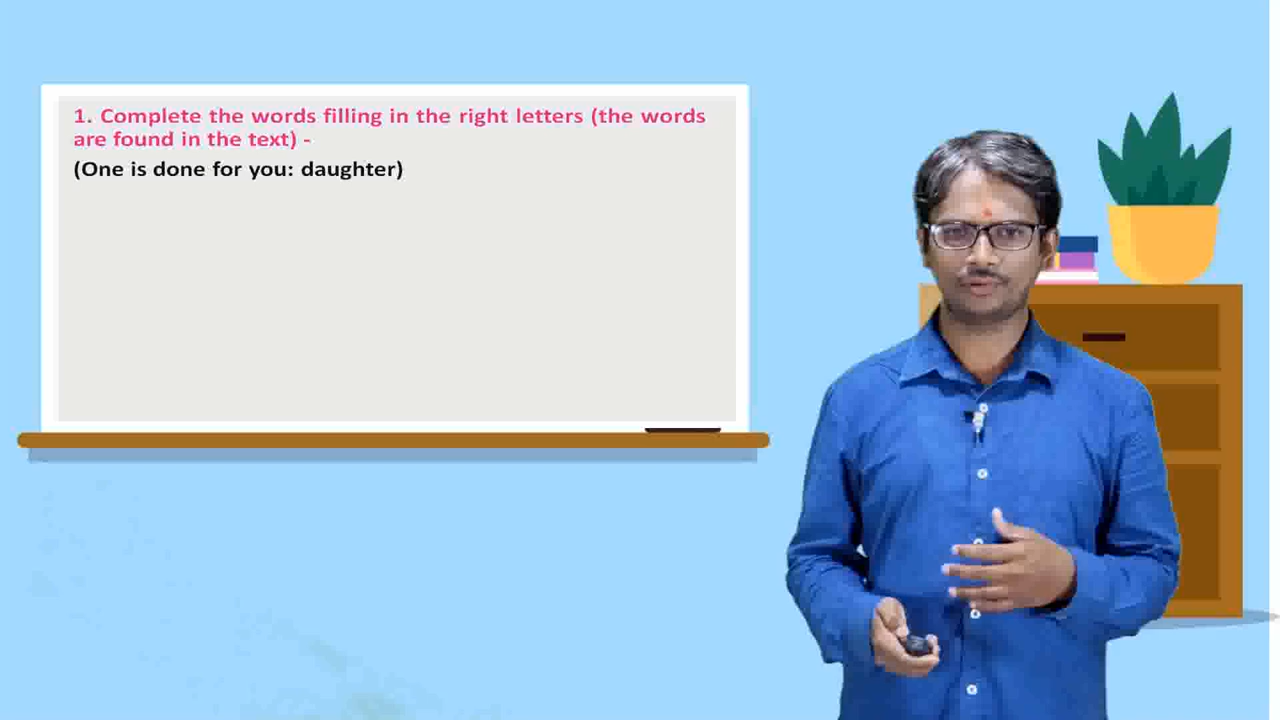 1. Complete the words filling in the right letters (the words
are found in the text) -
(One is done for you: daughter)